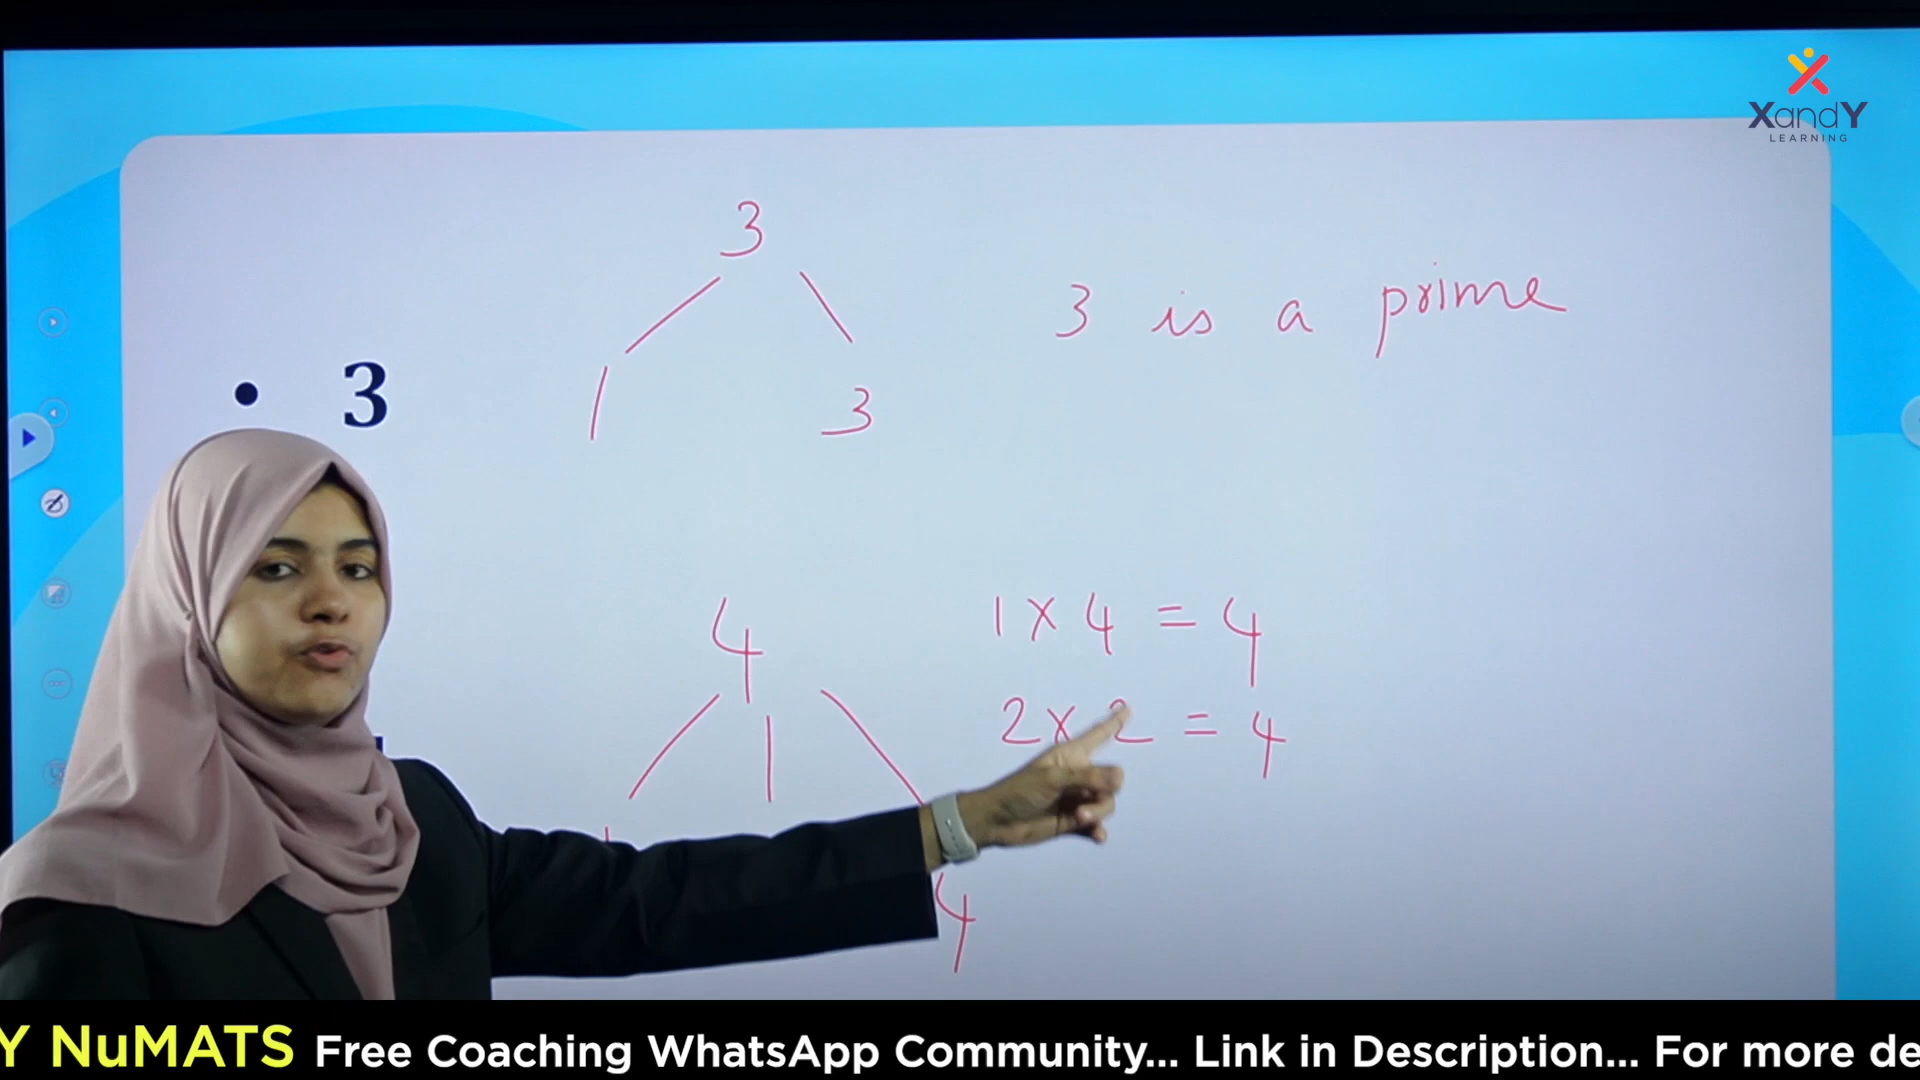 XandY
LEARNING
3
3 is a prime
• 3
1 3
4
1 x 4 = 4
2 x 2 = 4
4
Y NuMATS Free Coaching WhatsApp Community... Link in Description... For more de